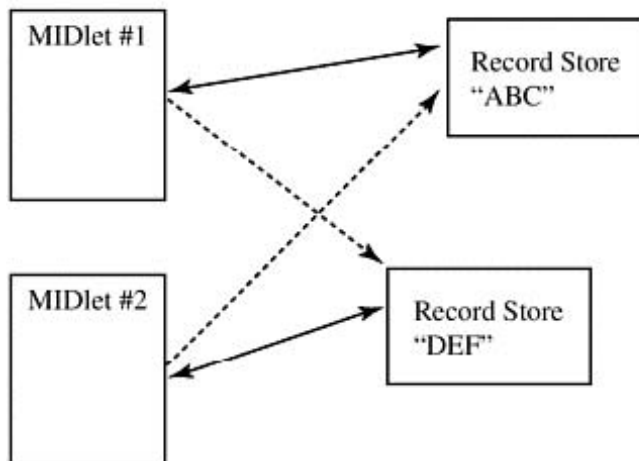 MIDlet #1
Record Store
“ABC”
MIDlet #2
Record Store
“DEF”